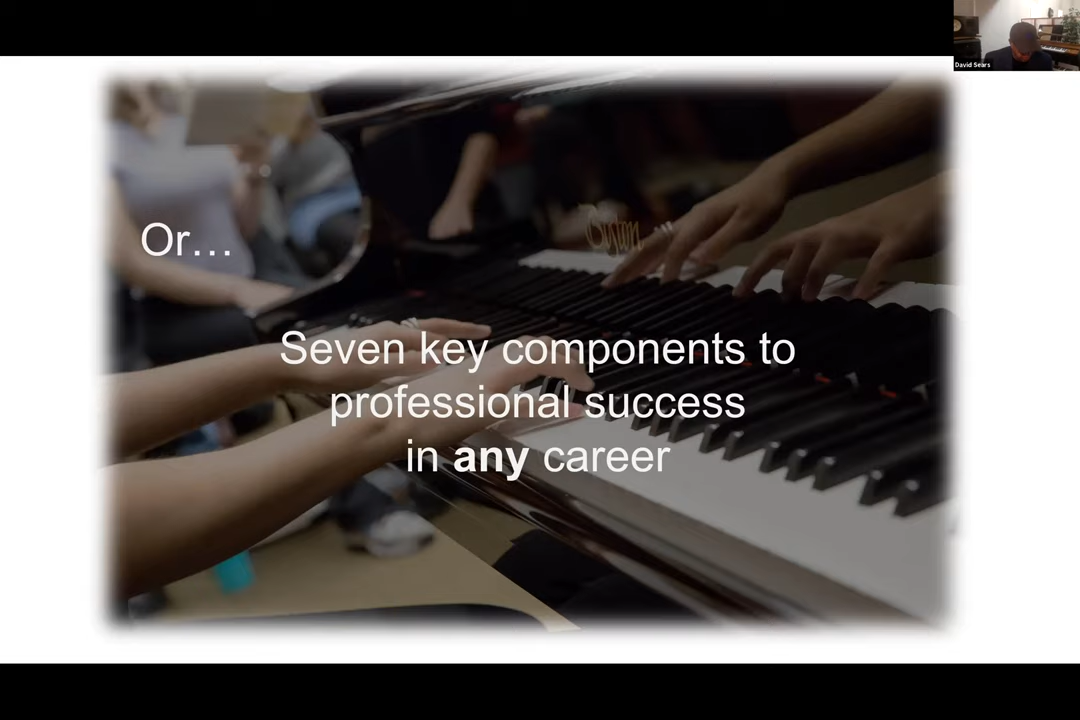 David Sears
Or…
Seven key components to
professional success
in any career